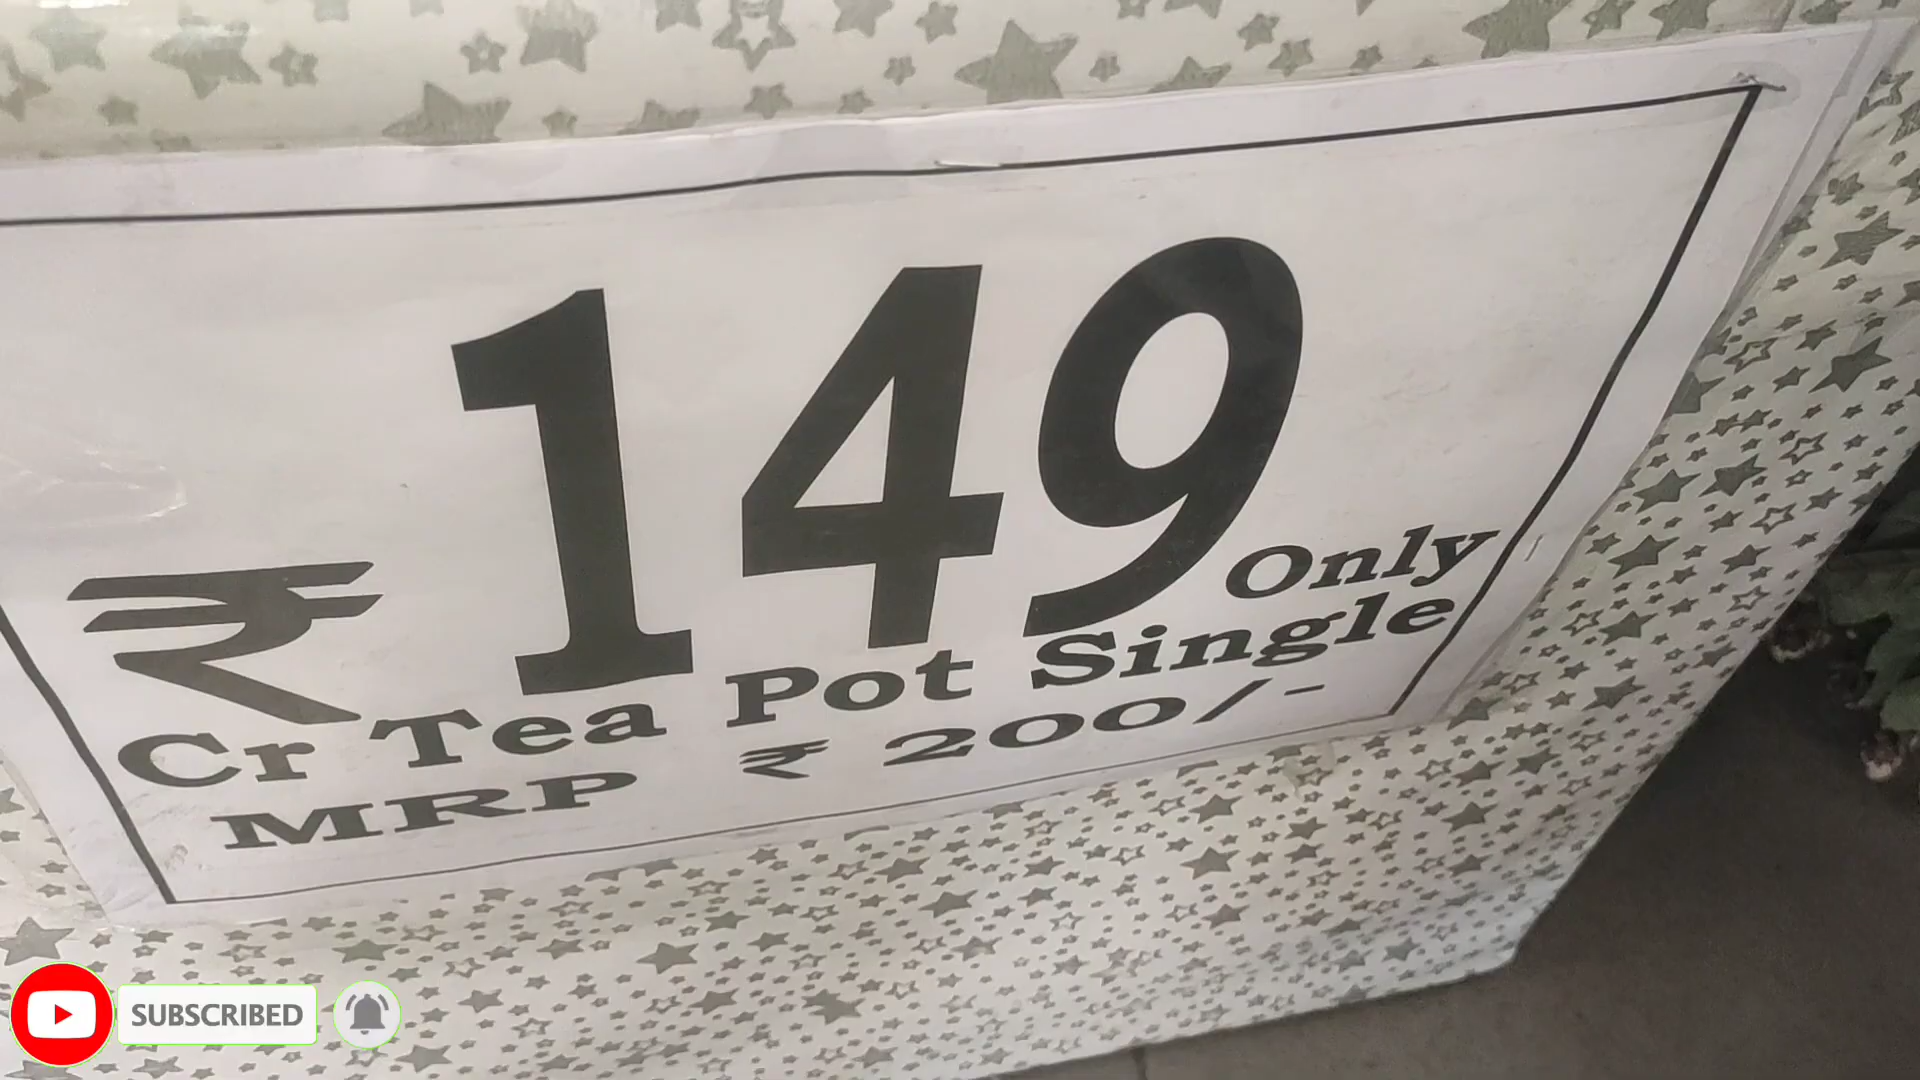 ₹ 149 Only
Cr Tea Pot Single
MRP ₹ 200/-
SUBSCRIBED